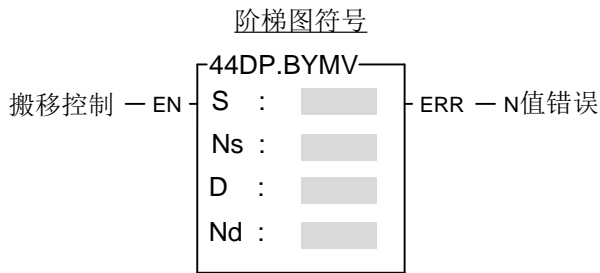 阶梯图符号
44DP.BYMV
搬移控制 — EN S : ERR — N值错误
Ns :
D :
Nd :